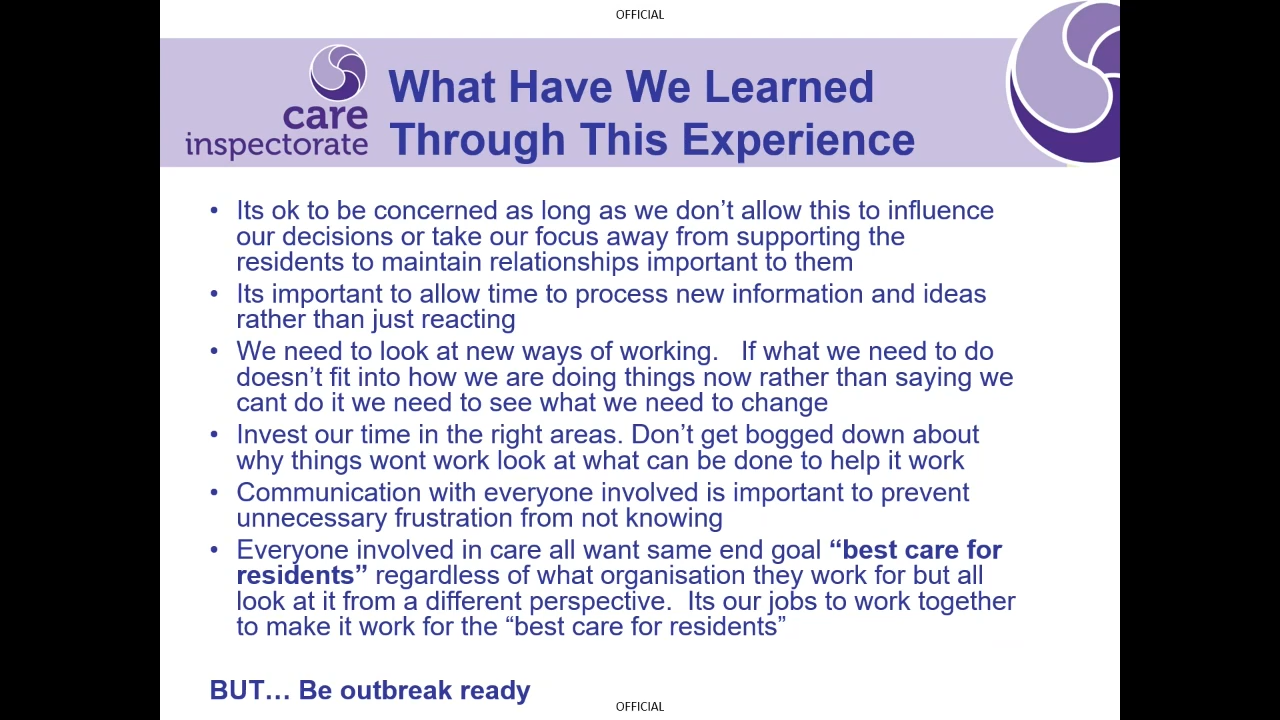 OFFICIAL
care
inspectorate
What Have We Learned
Through This Experience
• Its ok to be concerned as long as we don’t allow this to influence
our decisions or take our focus away from supporting the
residents to maintain relationships important to them
• Its important to allow time to process new information and ideas
rather than just reacting
• We need to look at new ways of working.   If what we need to do
doesn’t fit into how we are doing things now rather than saying we
cant do it we need to see what we need to change
• Invest our time in the right areas. Don’t get bogged down about
why things wont work look at what can be done to help it work
• Communication with everyone involved is important to prevent
unnecessary frustration from not knowing
• Everyone involved in care all want same end goal “best care for
residents” regardless of what organisation they work for but all
look at it from a different perspective.  Its our jobs to work together
to make it work for the “best care for residents”
BUT… Be outbreak ready
OFFICIAL